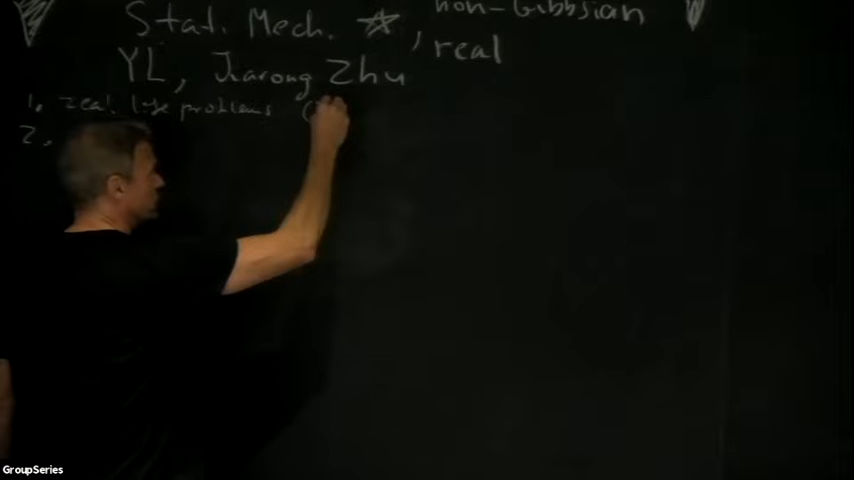 non-Gibbsian
Stat. Mech. ☆, real
YL, Jiarong Zhu
1. real life problems (
2.
GroupSeries